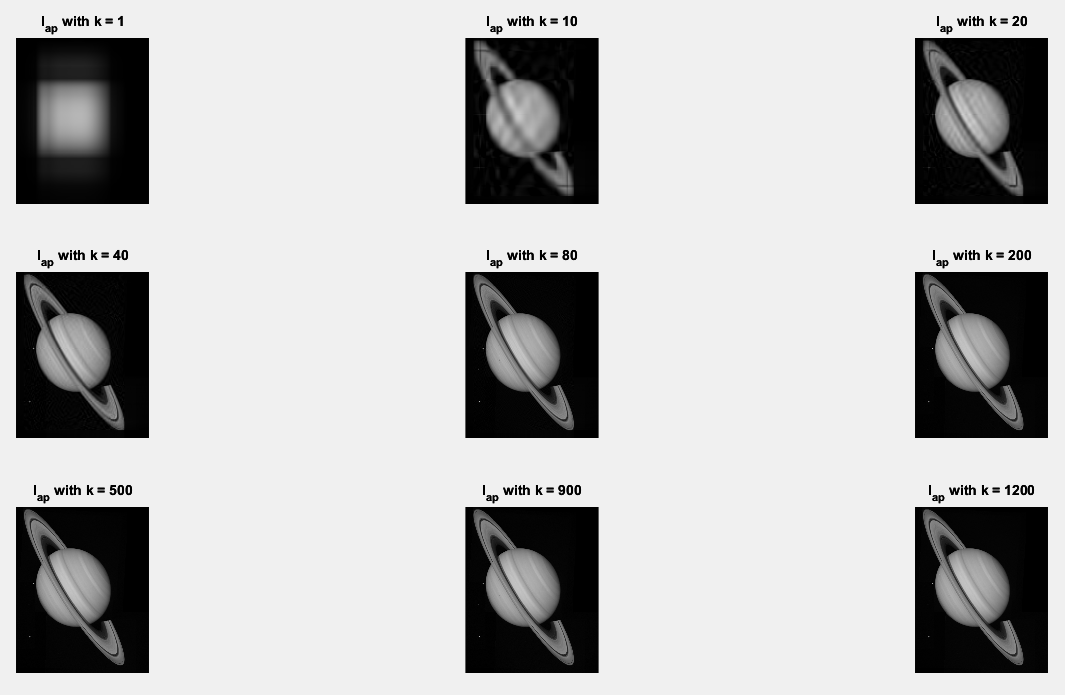 I_ap with k = 1
I_ap with k = 10
I_ap with k = 20
I_ap with k = 40
I_ap with k = 80
I_ap with k = 200
I_ap with k = 500
I_ap with k = 900
I_ap with k = 1200